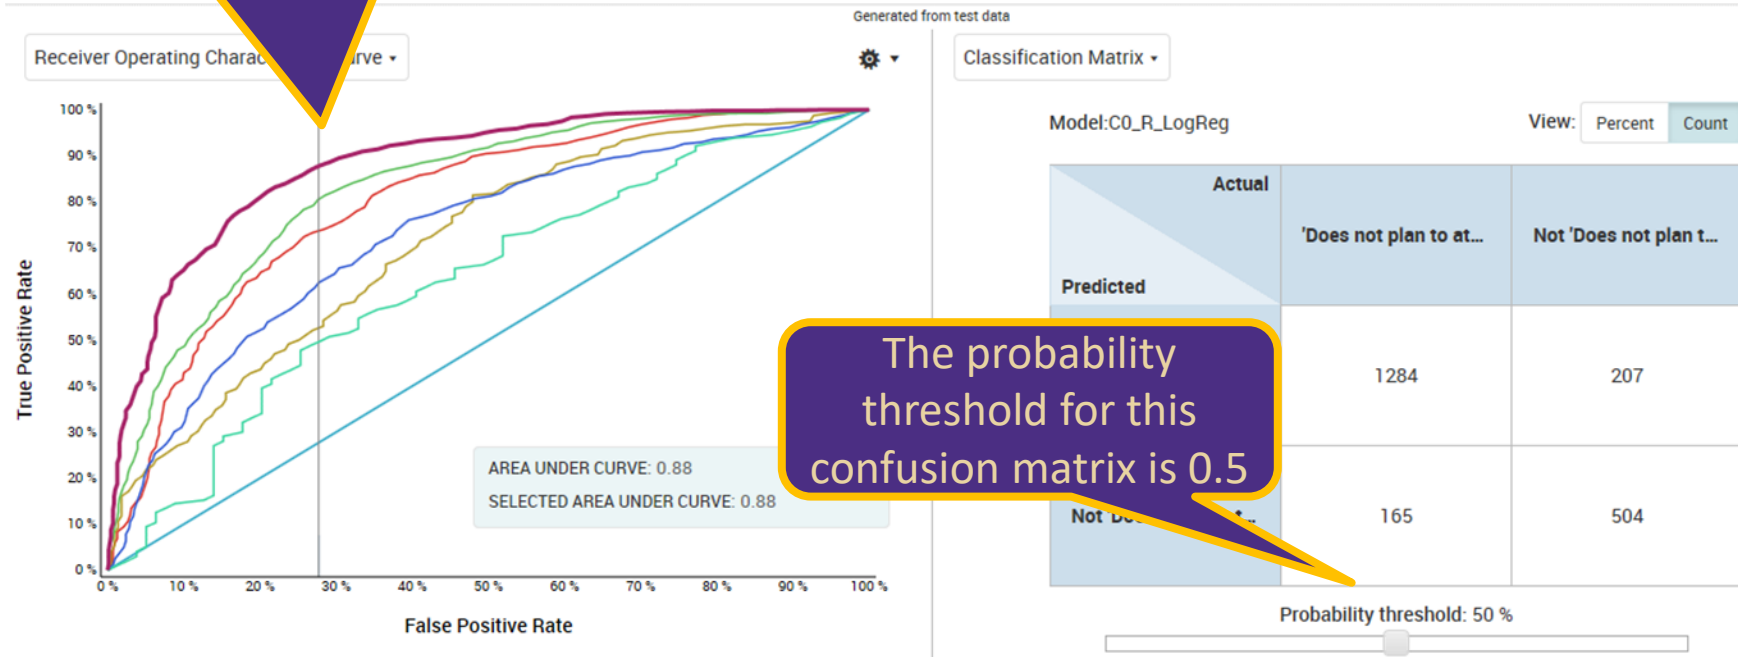 Generated from test data
Receiver Operating Charac rve
Classification Matrix
Model:C0_R_LogReg
View: Percent Count
100 %
90 %
80 %
70 %
60 %
50 %
40 %
30 %
20 %
10 %
0 %
True Positive Rate
0 % 10 % 20 % 30 % 40 % 50 % 60 % 70 % 80 % 90 % 100 %
False Positive Rate
AREA UNDER CURVE: 0.88
SELECTED AREA UNDER CURVE: 0.88
Actual
Predicted
'Does not plan to at...
Not 'Does not plan t...
1284 207
Not
165 504
The probability
threshold for this
confusion matrix is 0.5
Probability threshold: 50 %